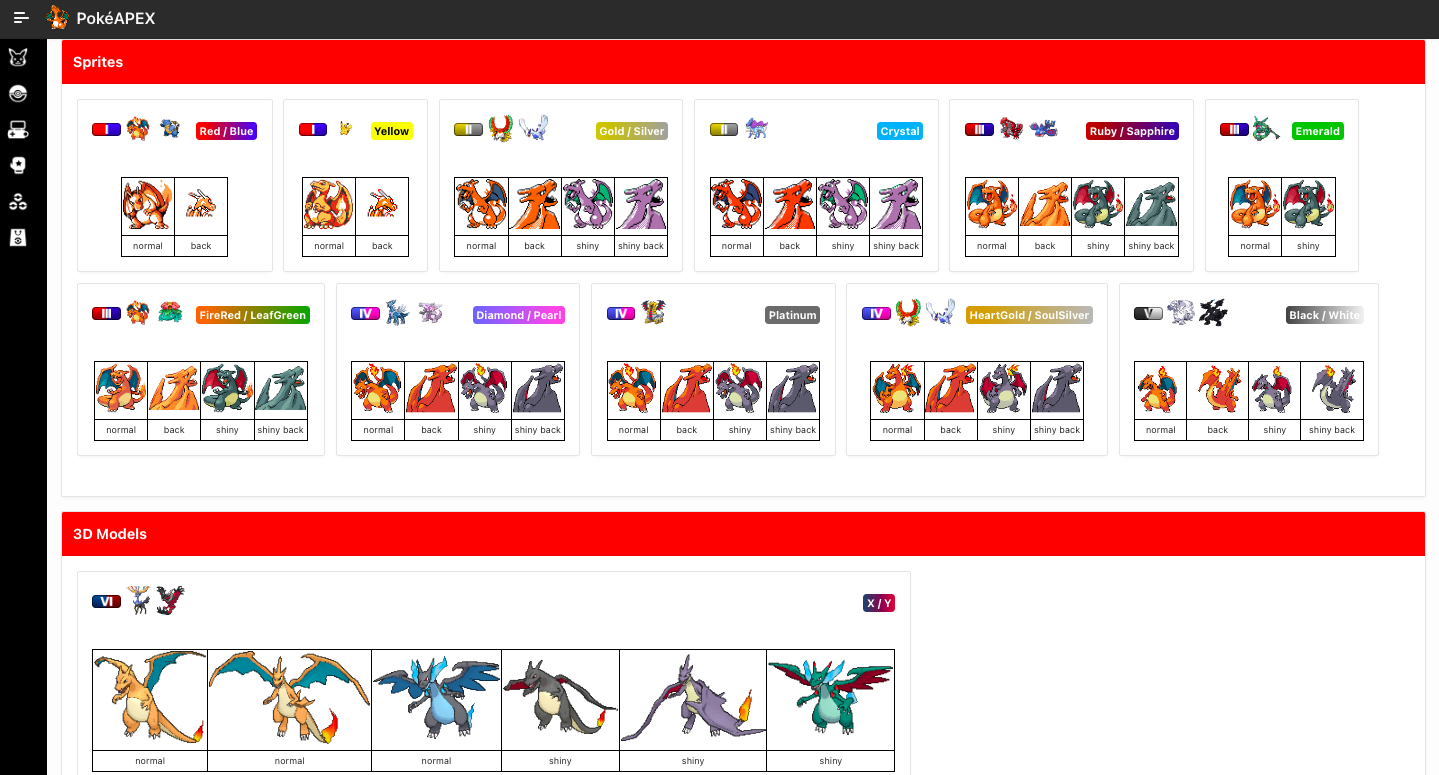 PokéAPEX
Sprites
I Red / Blue
normal back
I Yellow
normal back
II Gold / Silver
normal back shiny shiny back
II Crystal
normal back shiny shiny back
III Ruby / Sapphire
normal back shiny shiny back
III Emerald
normal shiny
III FireRed / LeafGreen
normal back shiny shiny back
IV Diamond / Pearl
normal back shiny shiny back
IV Platinum
normal back shiny shiny back
IV HeartGold / SoulSilver
normal back shiny shiny back
V Black / White
normal back shiny shiny back
3D Models
VI X / Y
normal normal normal shiny shiny shiny